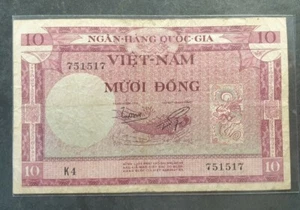 NGÂN-HÀNG QUỐC-GIA
10 10
VIỆT-NAM
751517
MƯỜI ĐỒNG
K4 751517
10 10